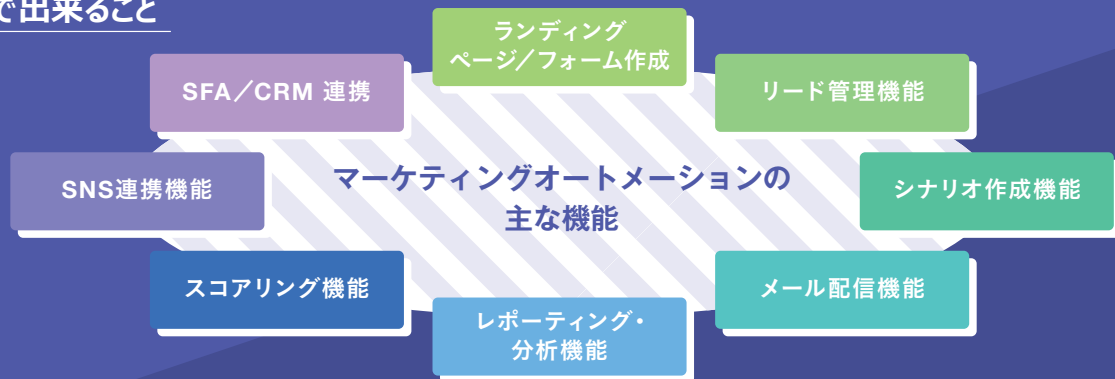 で出来ること
ランディング
ページ／フォーム作成
SFA／CRM 連携
リード管理機能
SNS連携機能
マーケティングオートメーションの
主な機能
シナリオ作成機能
スコアリング機能
メール配信機能
レポーティング・
分析機能